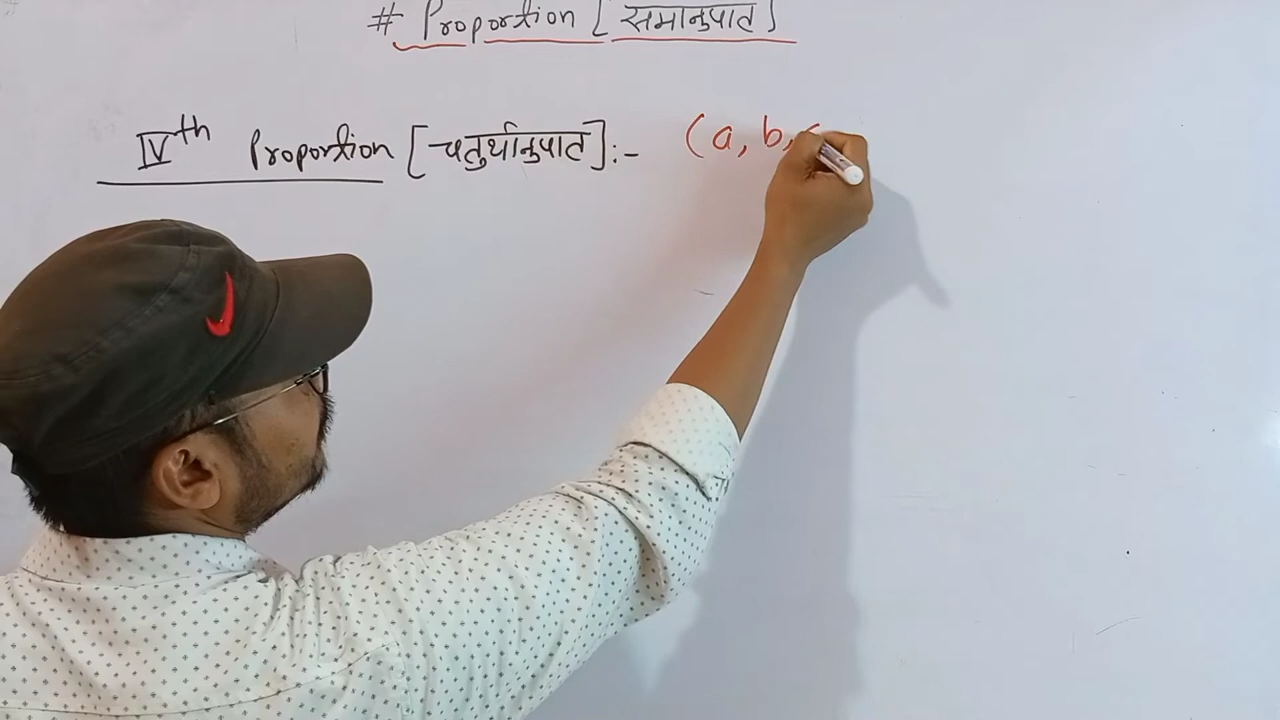 # Proportion [समानुपात]
IVth Proportion [चतुर्थानुपात]:- (a, b, c